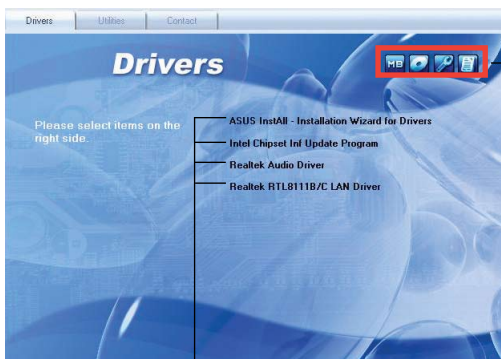 Drivers
Utilities
Contact
Drivers
MB
Please select items on the
right side.
ASUS InstAll - Installation Wizard for Drivers
Intel Chipset Inf Update Program
Realtek Audio Driver
Realtek RTL8111B/C LAN Driver